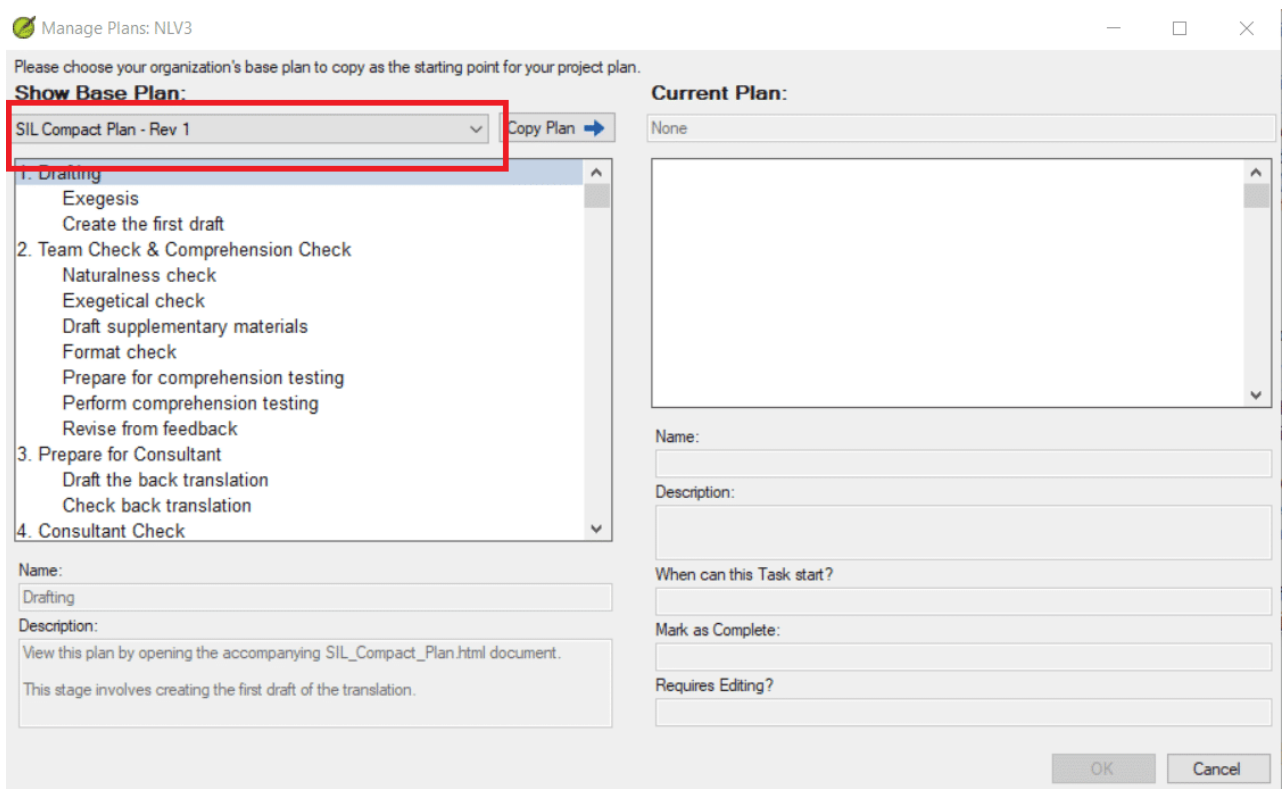 Manage Plans: NLV3
Please choose your organization's base plan to copy as the starting point for your project plan.
Show Base Plan:
SIL Compact Plan - Rev 1
Copy Plan
1. Drafting
Exegesis
Create the first draft
2. Team Check & Comprehension Check
Naturalness check
Exegetical check
Draft supplementary materials
Format check
Prepare for comprehension testing
Perform comprehension testing
Revise from feedback
3. Prepare for Consultant
Draft the back translation
Check back translation
4. Consultant Check
Name:
Drafting
Description:
View this plan by opening the accompanying SIL_Compact_Plan.html document.
This stage involves creating the first draft of the translation.
Current Plan:
None
Name:
Description:
When can this Task start?
Mark as Complete:
Requires Editing?
OK
Cancel